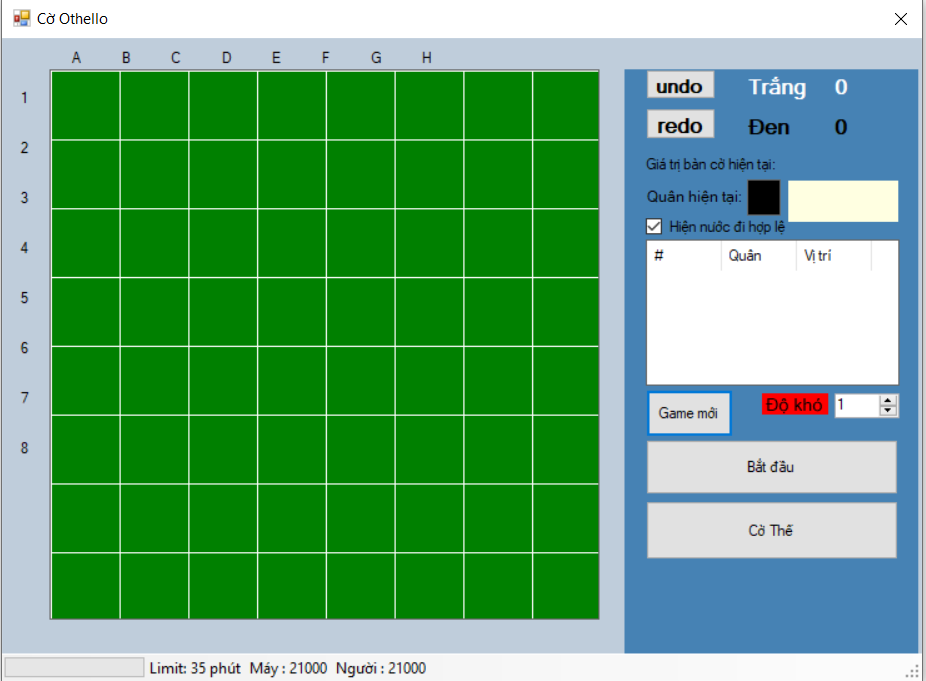 Cờ Othello
A B C D E F G H
1
2
3
4
5
6
7
8
undo Trắng 0
redo Đen 0
Giá trị bàn cờ hiện tại:
Quân hiện tại:
Hiện nước đi hợp lệ
# Quân Vị trí
Game mới Độ khó 1
Bắt đầu
Cờ Thế
Limit: 35 phút Máy : 21000 Người : 21000